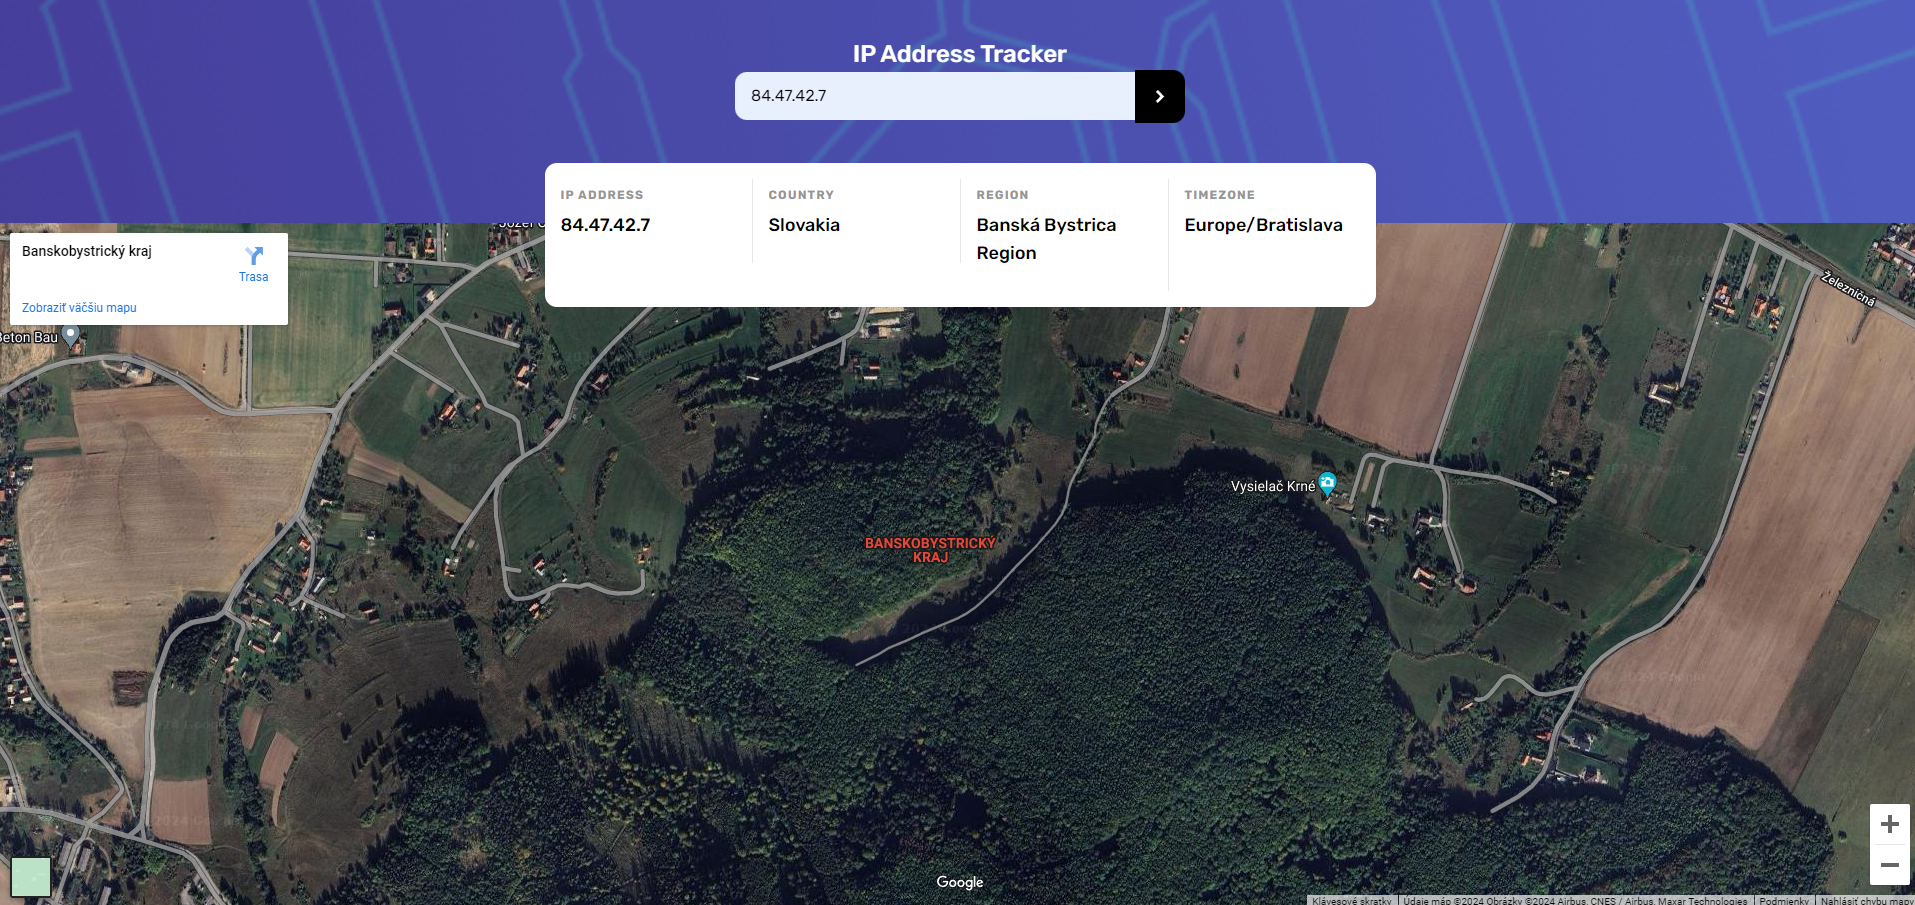 IP Address Tracker
84.47.42.7
IP ADDRESS
84.47.42.7
COUNTRY
Slovakia
REGION
Banská Bystrica
Region
TIMEZONE
Europe/Bratislava
Banskobystrický kraj
Trasa
Zobraziť väčšiu mapu
Beton Bau
Železničná
Vysielač Krné
BANSKOBYSTRICKÝ
KRAJ
Google
Klávesové skratky
Údaje máp ©2024 Obrázky ©2024 Airbus, CNES / Airbus, Maxar Technologies
Podmienky
Nahlásiť chybu mapy